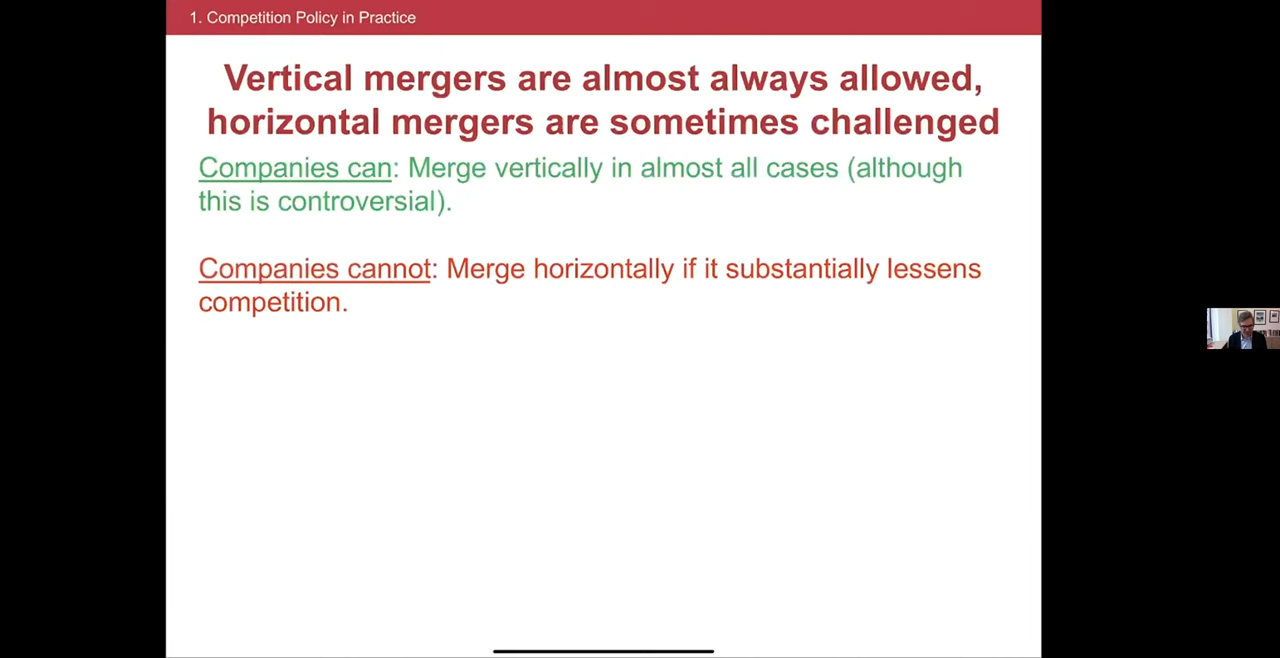 1. Competition Policy in Practice
Vertical mergers are almost always allowed,
horizontal mergers are sometimes challenged
Companies can: Merge vertically in almost all cases (although
this is controversial).
Companies cannot: Merge horizontally if it substantially lessens
competition.